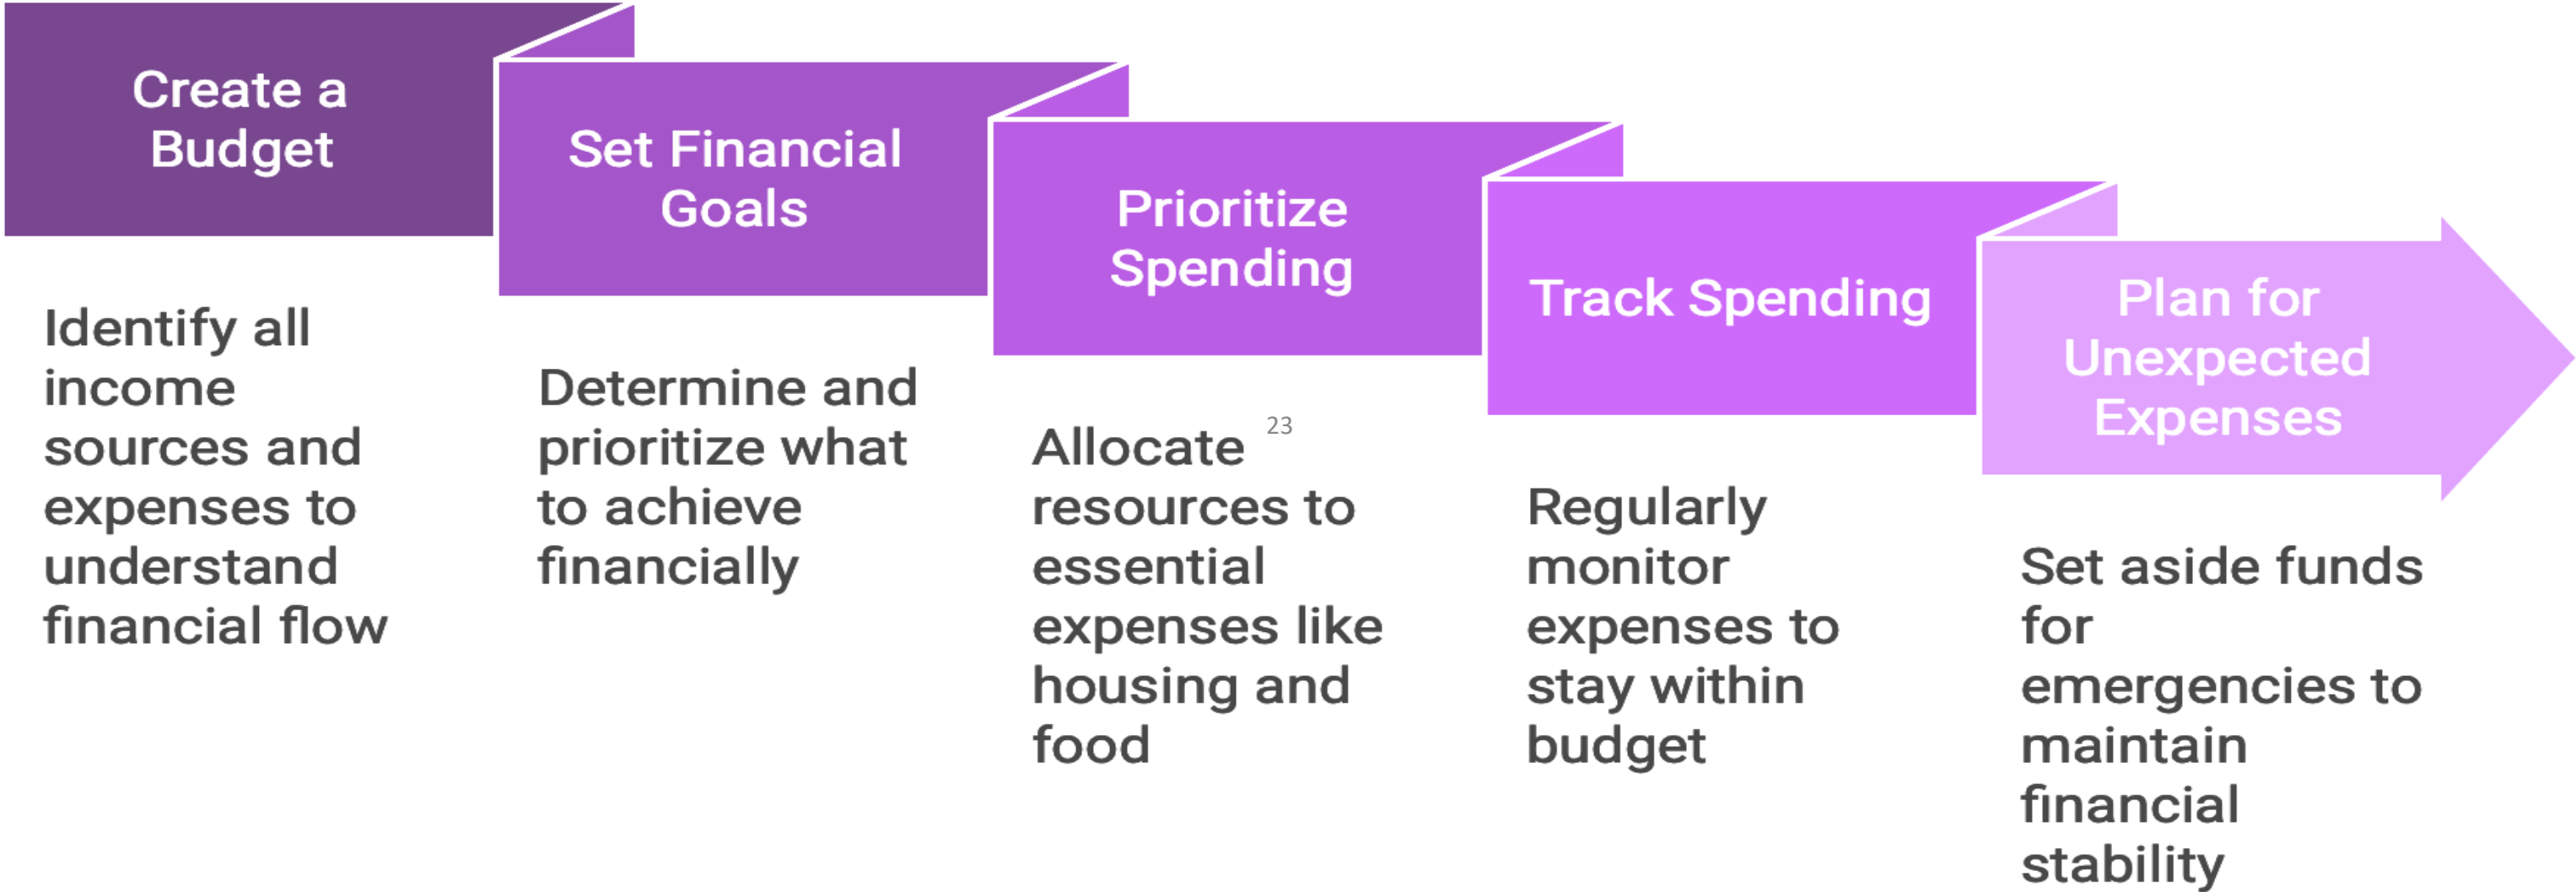 Create a
Budget
Identify all
income
sources and
expenses to
understand
financial flow
Set Financial
Goals
Determine and
prioritize what
to achieve
financially
Prioritize
Spending
23
Allocate
resources to
essential
expenses like
housing and
food
Track Spending
Regularly
monitor
expenses to
stay within
budget
Plan for
Unexpected
Expenses
Set aside funds
for
emergencies to
maintain
financial
stability